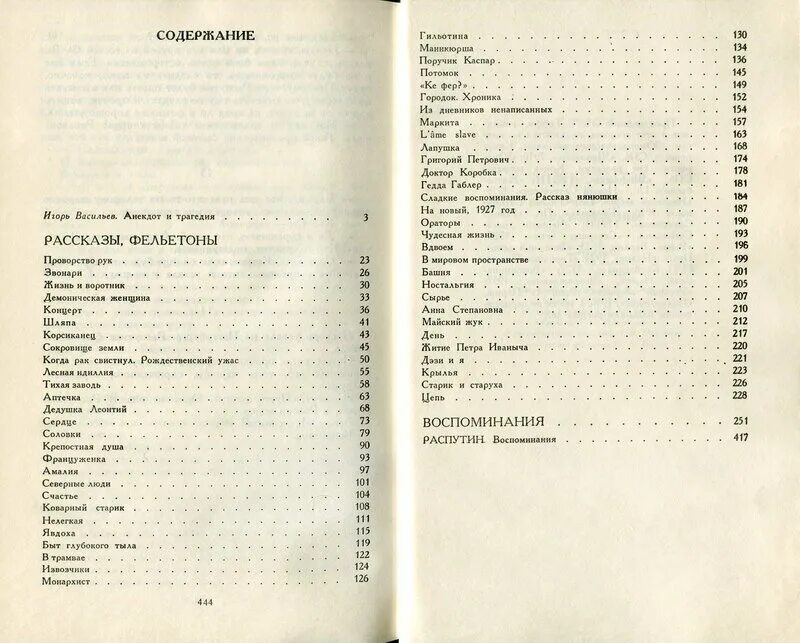 СОДЕРЖАНИЕ
Игорь Васильев. Анекдот и трагедия . . . . . . . . . 3
РАССКАЗЫ, ФЕЛЬЕТОНЫ
Проворство рук . . . . . . . . . 23
Звонари . . . . . . . . . 26
Жизнь и воротник . . . . . . . . . 30
Демоническая женщина . . . . . . . . . 33
Концерт . . . . . . . . . 36
Шляпа . . . . . . . . . 41
Корсиканец . . . . . . . . . 43
Сокровище земли . . . . . . . . . 45
Когда рак свистнул. Рождественский ужас . . . . . . . . . 50
Лесная идиллия . . . . . . . . . 55
Тихая заводь . . . . . . . . . 58
Аптечка . . . . . . . . . 63
Дедушка Леонтий . . . . . . . . . 68
Сердце . . . . . . . . . 73
Соловки . . . . . . . . . 79
Крепостная душа . . . . . . . . . 90
Француженка . . . . . . . . . 93
Амалия . . . . . . . . . 97
Северные люди . . . . . . . . . 101
Счастье . . . . . . . . . 104
Коварный старик . . . . . . . . . 108
Нелегкая . . . . . . . . . 111
Явдоха . . . . . . . . . 115
Быт глубокого тыла . . . . . . . . . 119
В трамвае . . . . . . . . . 122
Извозчики . . . . . . . . . 124
Монархист . . . . . . . . . 126
444
Гильотина . . . . . . . . . 130
Маникюрша . . . . . . . . . 134
Поручик Каспар . . . . . . . . . 136
Потомок . . . . . . . . . 145
«Ке фер?» . . . . . . . . . 149
Городок. Хроника . . . . . . . . . 152
Из дневников ненаписанных . . . . . . . . . 154
Маркита . . . . . . . . . 157
L'âme slave . . . . . . . . . 163
Лапушка . . . . . . . . . 168
Григорий Петрович . . . . . . . . . 174
Доктор Коробка . . . . . . . . . 178
Гедда Габлер . . . . . . . . . 181
Сладкие воспоминания. Рассказ нянюшки . . . . . . . . . 184
На новый, 1927 год . . . . . . . . . 187
Ораторы . . . . . . . . . 190
Чудесная жизнь . . . . . . . . . 193
Вдвоем . . . . . . . . . 196
В мировом пространстве . . . . . . . . . 199
Башня . . . . . . . . . 201
Ностальгия . . . . . . . . . 205
Сырье . . . . . . . . . 207
Анна Степановна . . . . . . . . . 210
Майский жук . . . . . . . . . 212
День . . . . . . . . . 217
Житие Петра Иваныча . . . . . . . . . 220
Дэзи и я . . . . . . . . . 221
Крылья . . . . . . . . . 223
Старик и старуха . . . . . . . . . 226
Цепь . . . . . . . . . 228
ВОСПОМИНАНИЯ . . . . . . . . . 251
РАСПУТИН. Воспоминания . . . . . . . . . 417